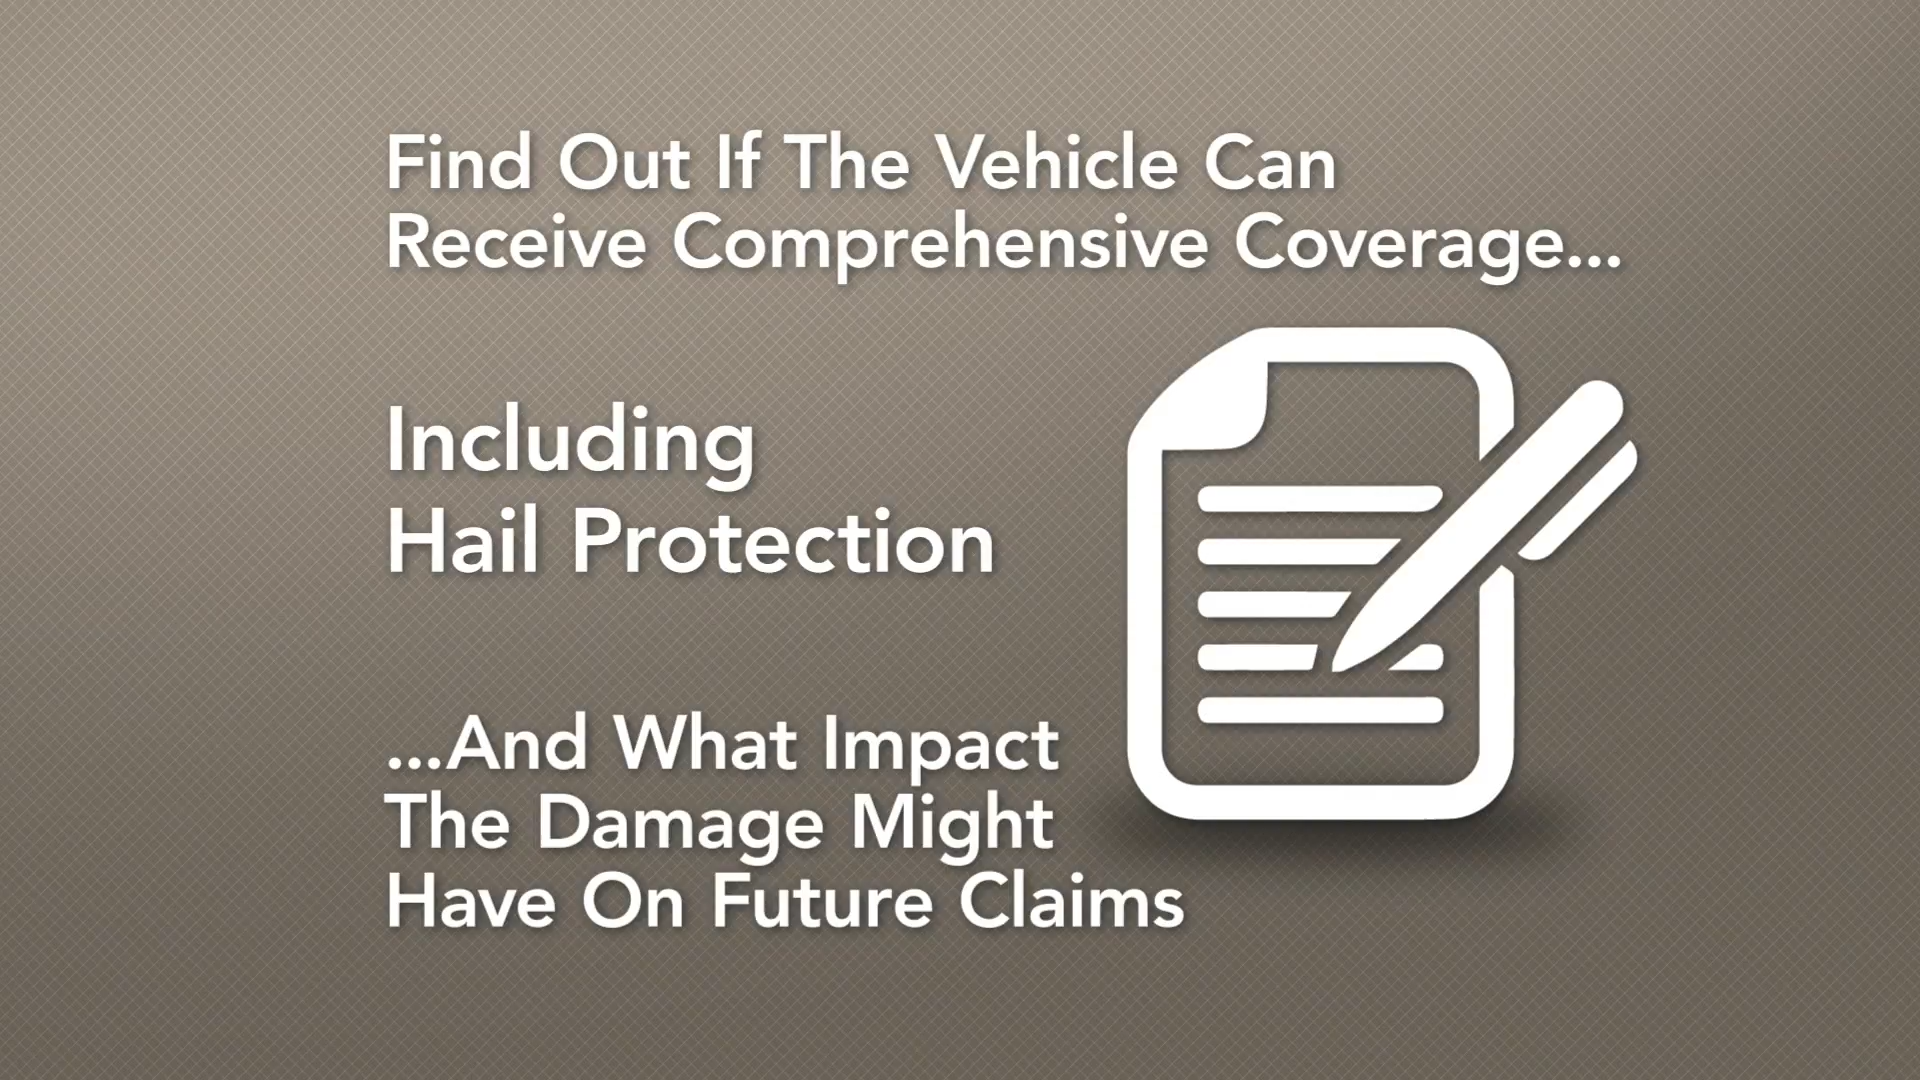 Find Out If The Vehicle Can
Receive Comprehensive Coverage...
Including
Hail Protection
...And What Impact
The Damage Might
Have On Future Claims